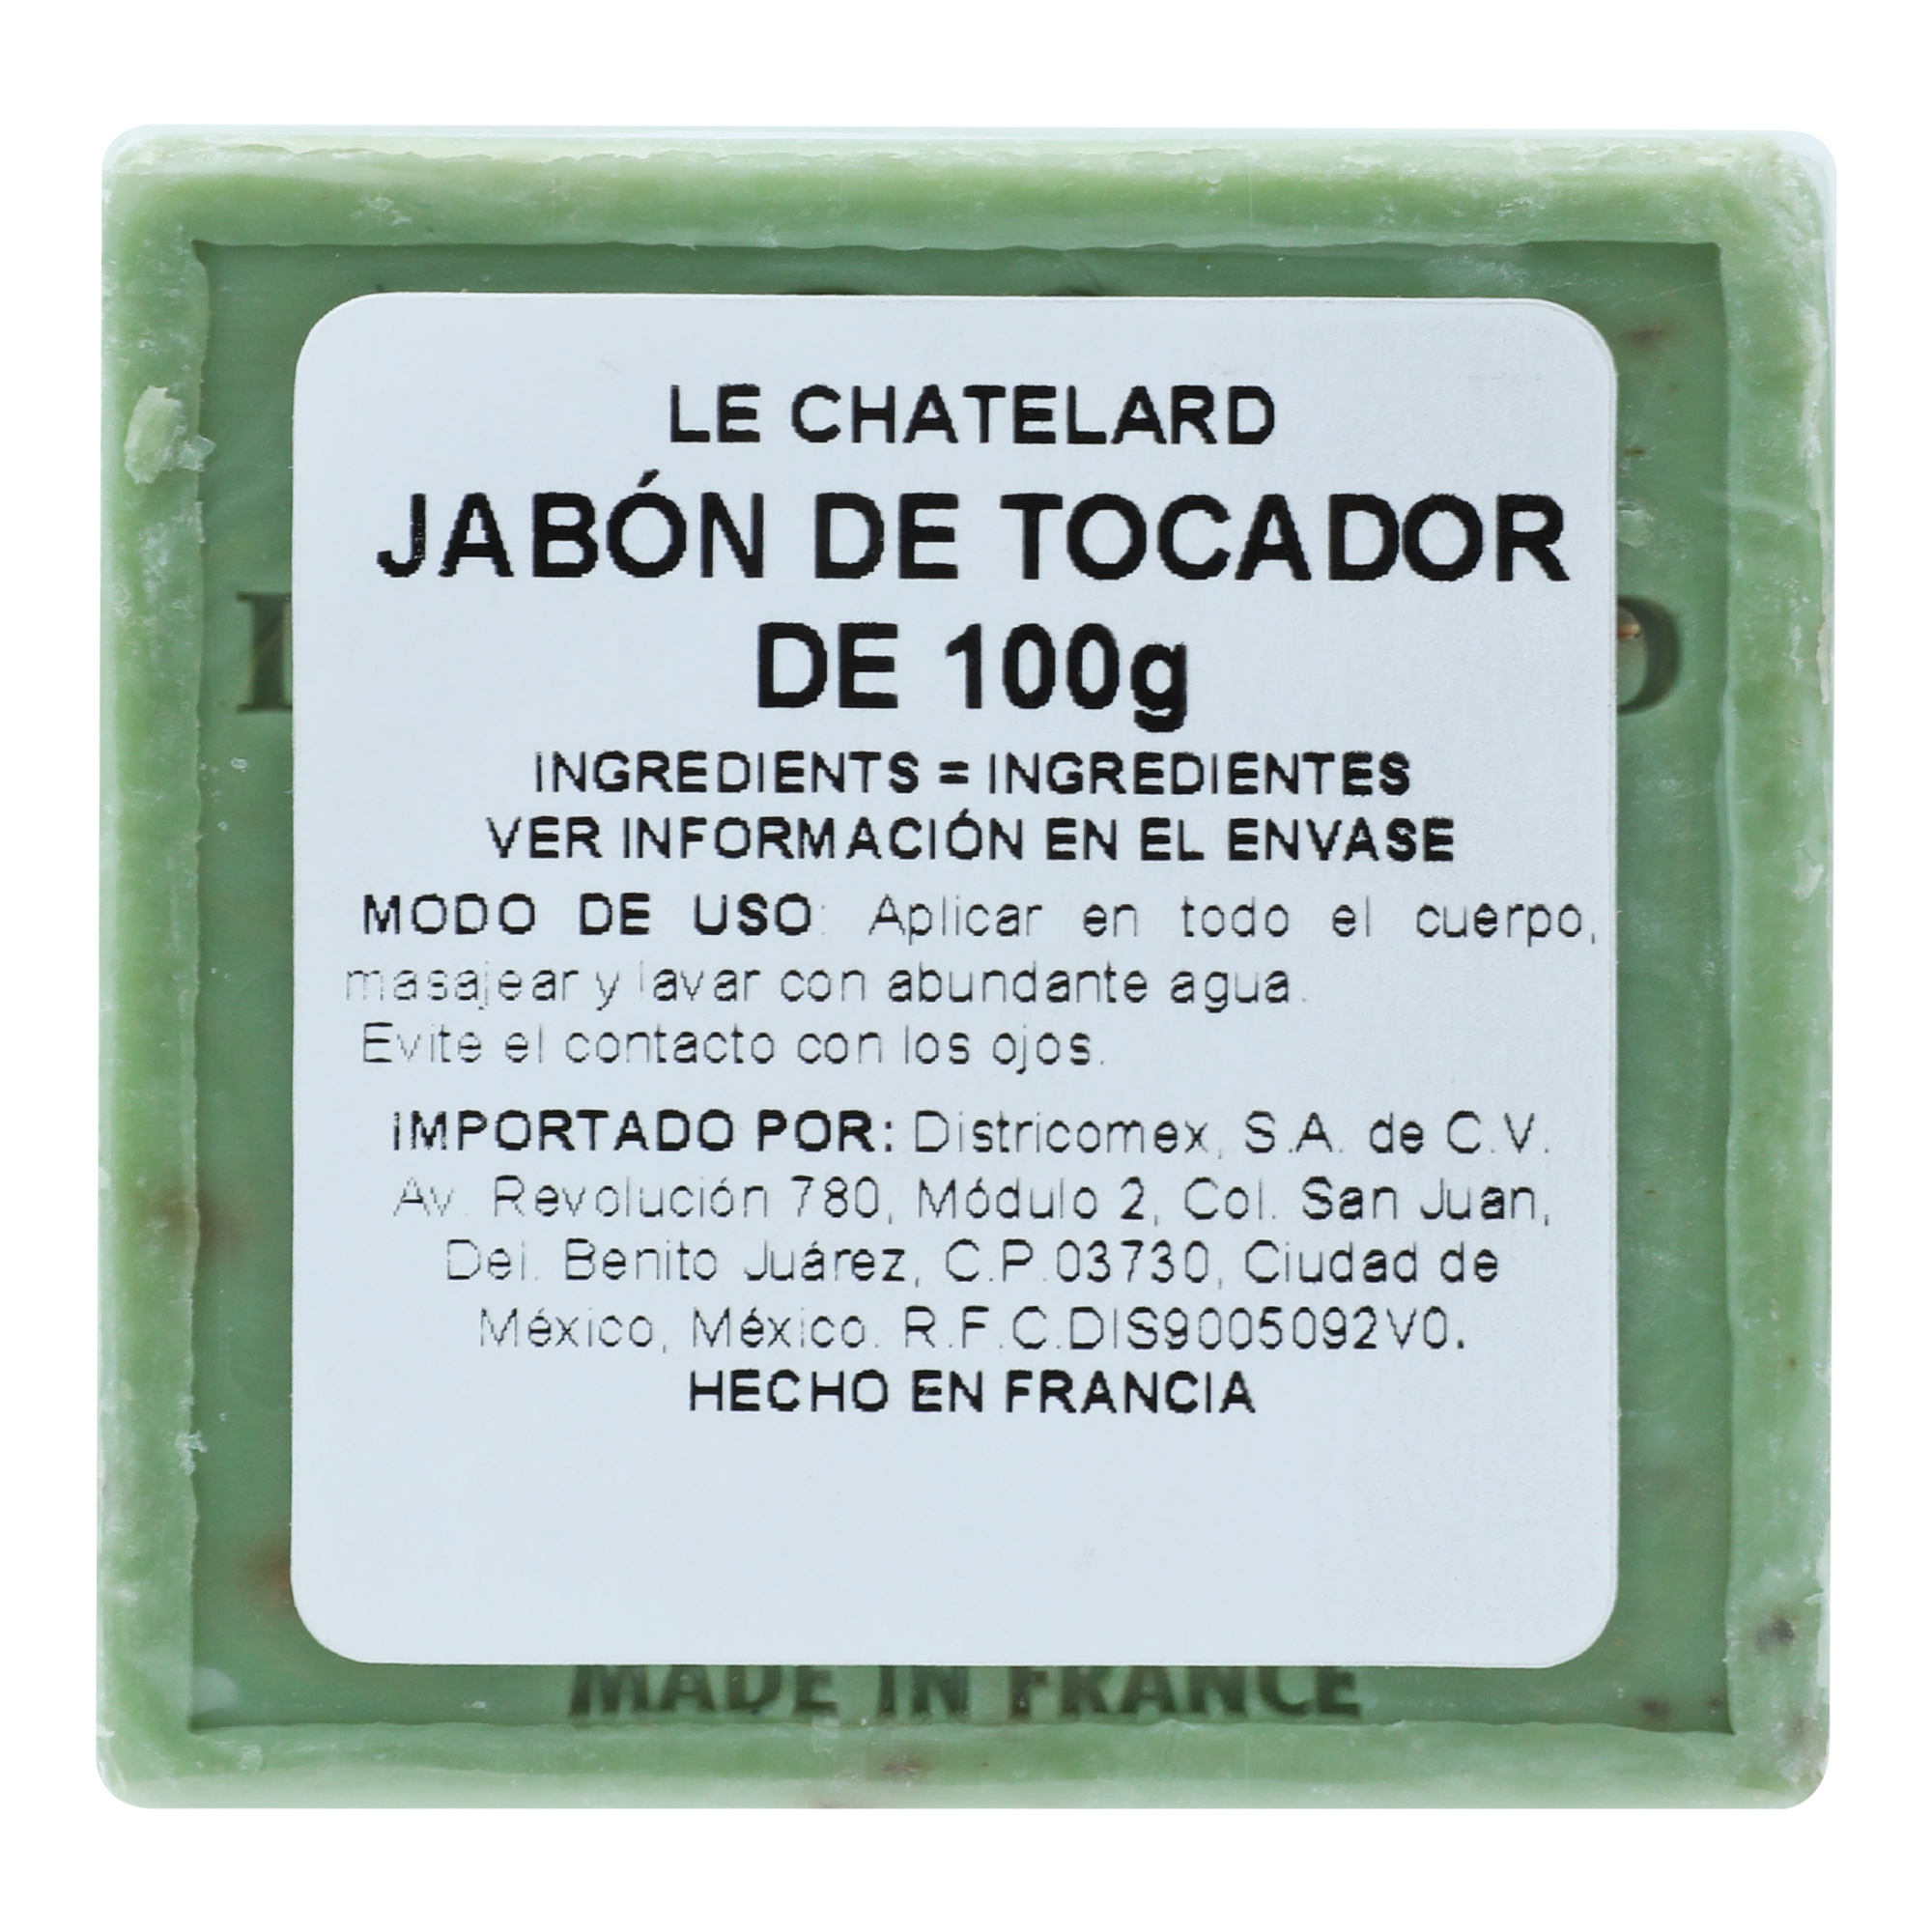 LE CHATELARD
JABÓN DE TOCADOR
DE 100g
INGREDIENTS = INGREDIENTES
VER INFORMACIÓN EN EL ENVASE
MODO DE USO: Aplicar en todo el cuerpo,
masajear y lavar con abundante agua.
Evite el contacto con los ojos.
IMPORTADO POR: Districomex, S.A. de C.V.
Av. Revolución 780, Módulo 2, Col. San Juan,
Del. Benito Juárez, C.P.03730, Ciudad de
México, México. R.F.C.DIS9005092V0.
HECHO EN FRANCIA
MADE IN FRANCE